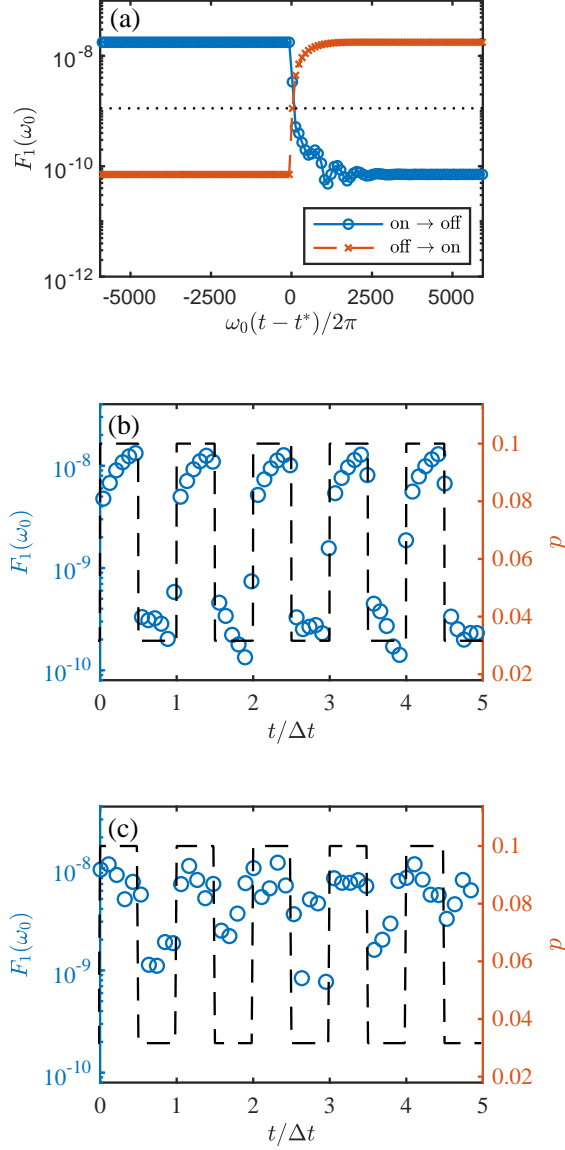 (a)
10^{-8}
10^{-10}
10^{-12}
F_1(ω_0)
on → off
off → on
-5000 -2500 0 2500 5000
ω_0(t − t^*)/2π
(b)
10^{-8}
10^{-9}
10^{-10}
F_1(ω_0)
0.1
0.08
0.06
0.04
0.02
p
0 1 2 3 4 5
t/Δt
(c)
10^{-8}
10^{-9}
10^{-10}
F_1(ω_0)
0.1
0.08
0.06
0.04
0.02
p
0 1 2 3 4 5
t/Δt